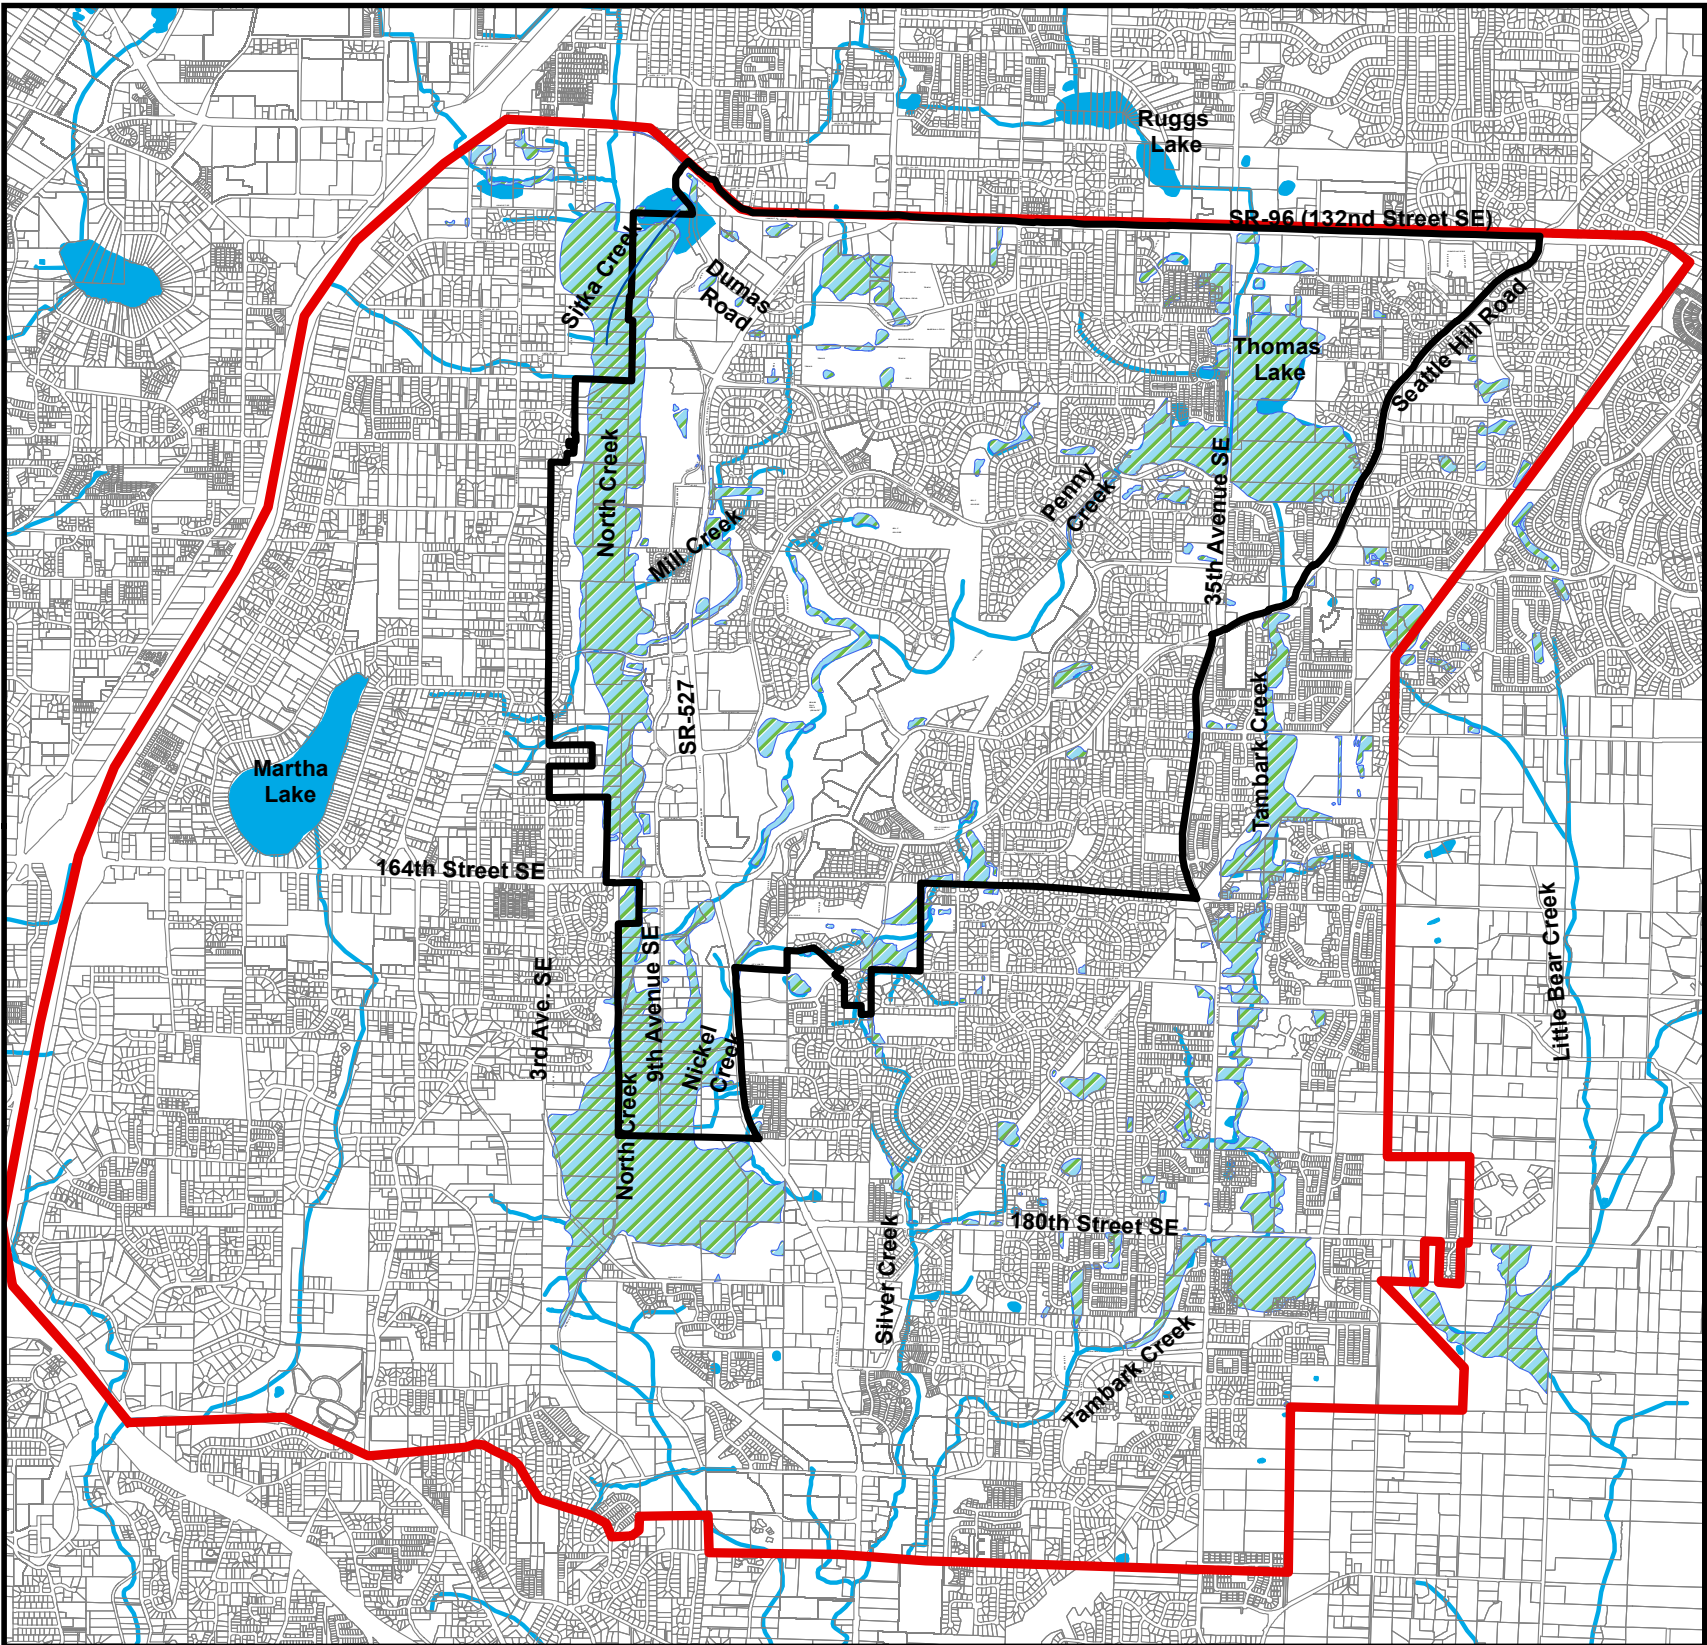 Ruggs
Lake
SR-96 (132nd Street SE)
Sitka Creek
Dumas
Road
Seattle Hill Road
Thomas
Lake
North Creek
Mill Creek
Penny
Creek
35th Avenue SE
SR-527
Tambark Creek
Martha
Lake
164th Street SE
3rd Ave. SE
9th Avenue SE
Nickel
Creek
Little Bear Creek
North Creek
Silver Creek
180th Street SE
Tambark Creek